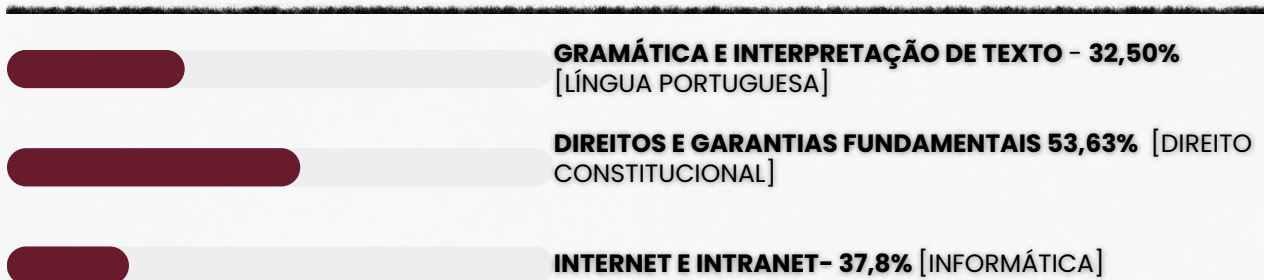 GRAMÁTICA E INTERPRETAÇÃO DE TEXTO - 32,50%
[LÍNGUA PORTUGUESA]
DIREITOS E GARANTIAS FUNDAMENTAIS 53,63% [DIREITO
CONSTITUCIONAL]
INTERNET E INTRANET- 37,8% [INFORMÁTICA]